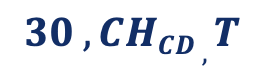 30 ,CH_CD , T